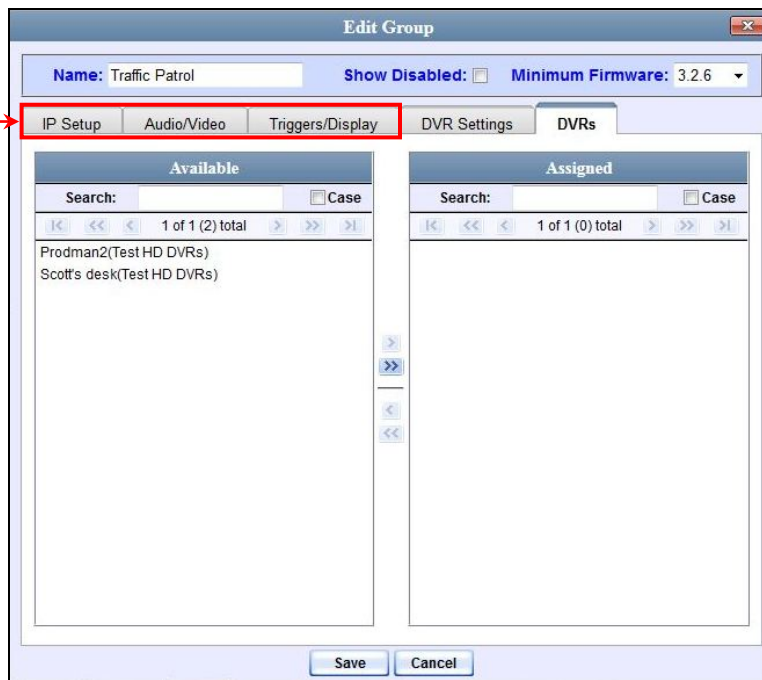 Edit Group
Name: Traffic Patrol Show Disabled: Minimum Firmware: 3.2.6
IP Setup Audio/Video Triggers/Display DVR Settings DVRs
Available
Search: Case
|< << < 1 of 1 (2) total > >> >|
Prodman2(Test HD DVRs)
Scott's desk(Test HD DVRs)
>
>>
<
<<
Assigned
Search: Case
|< << < 1 of 1 (0) total > >> >|
Save Cancel